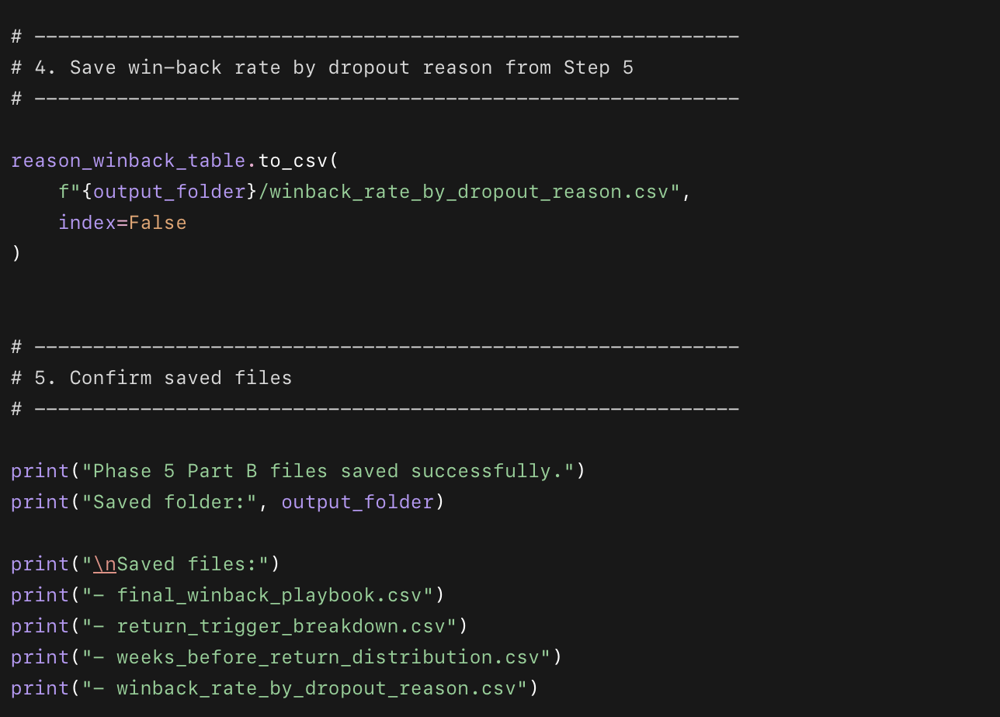 # ------------------------------------------------------------
# 4. Save win-back rate by dropout reason from Step 5
# ------------------------------------------------------------
reason_winback_table.to_csv(
    f"{output_folder}/winback_rate_by_dropout_reason.csv",
    index=False
)
# ------------------------------------------------------------
# 5. Confirm saved files
# ------------------------------------------------------------
print("Phase 5 Part B files saved successfully.")
print("Saved folder:", output_folder)
print("\nSaved files:")
print("- final_winback_playbook.csv")
print("- return_trigger_breakdown.csv")
print("- weeks_before_return_distribution.csv")
print("- winback_rate_by_dropout_reason.csv")